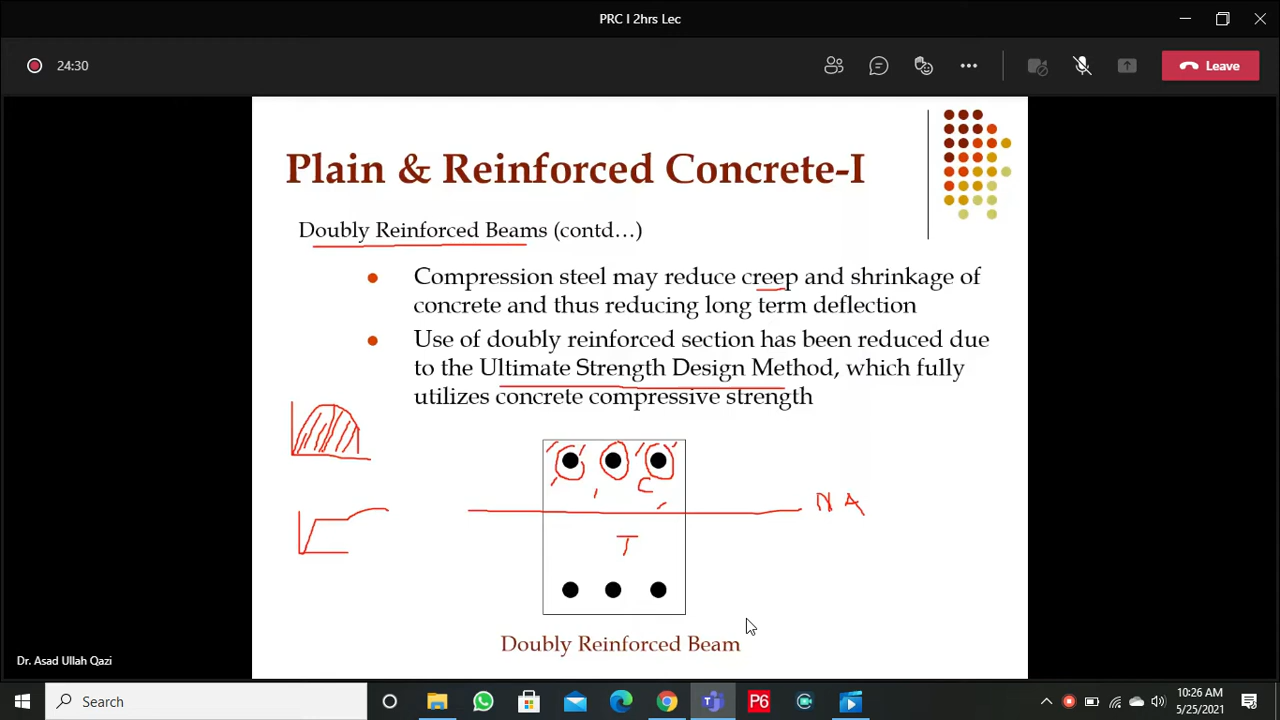 PRC I 2hrs Lec
24:30
Leave
Plain & Reinforced Concrete-I
Doubly Reinforced Beams (contd…)
Compression steel may reduce creep and shrinkage of
concrete and thus reducing long term deflection
Use of doubly reinforced section has been reduced due
to the Ultimate Strength Design Method, which fully
utilizes concrete compressive strength
C
N A
T
Doubly Reinforced Beam
Dr. Asad Ullah Qazi
Search
P6
10:26 AM
5/25/2021